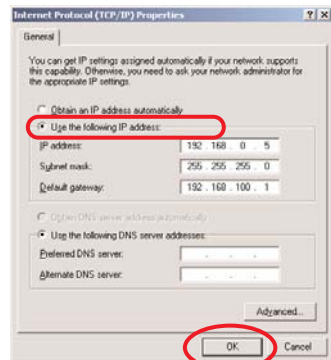 Internet Protocol (TCP/IP) Properties
General
You can get IP settings assigned automatically if your network supports
this capability. Otherwise, you need to ask your network administrator for
the appropriate IP settings.
Obtain an IP address automatically
Use the following IP address:
IP address: 192 . 168 . 0 . 5
Subnet mask: 255 . 255 . 255 . 0
Default gateway: 192 . 168 . 100 . 1
Obtain DNS server address automatically
Use the following DNS server addresses:
Preferred DNS server: . . .
Alternate DNS server: . . .
Advanced...
OK Cancel